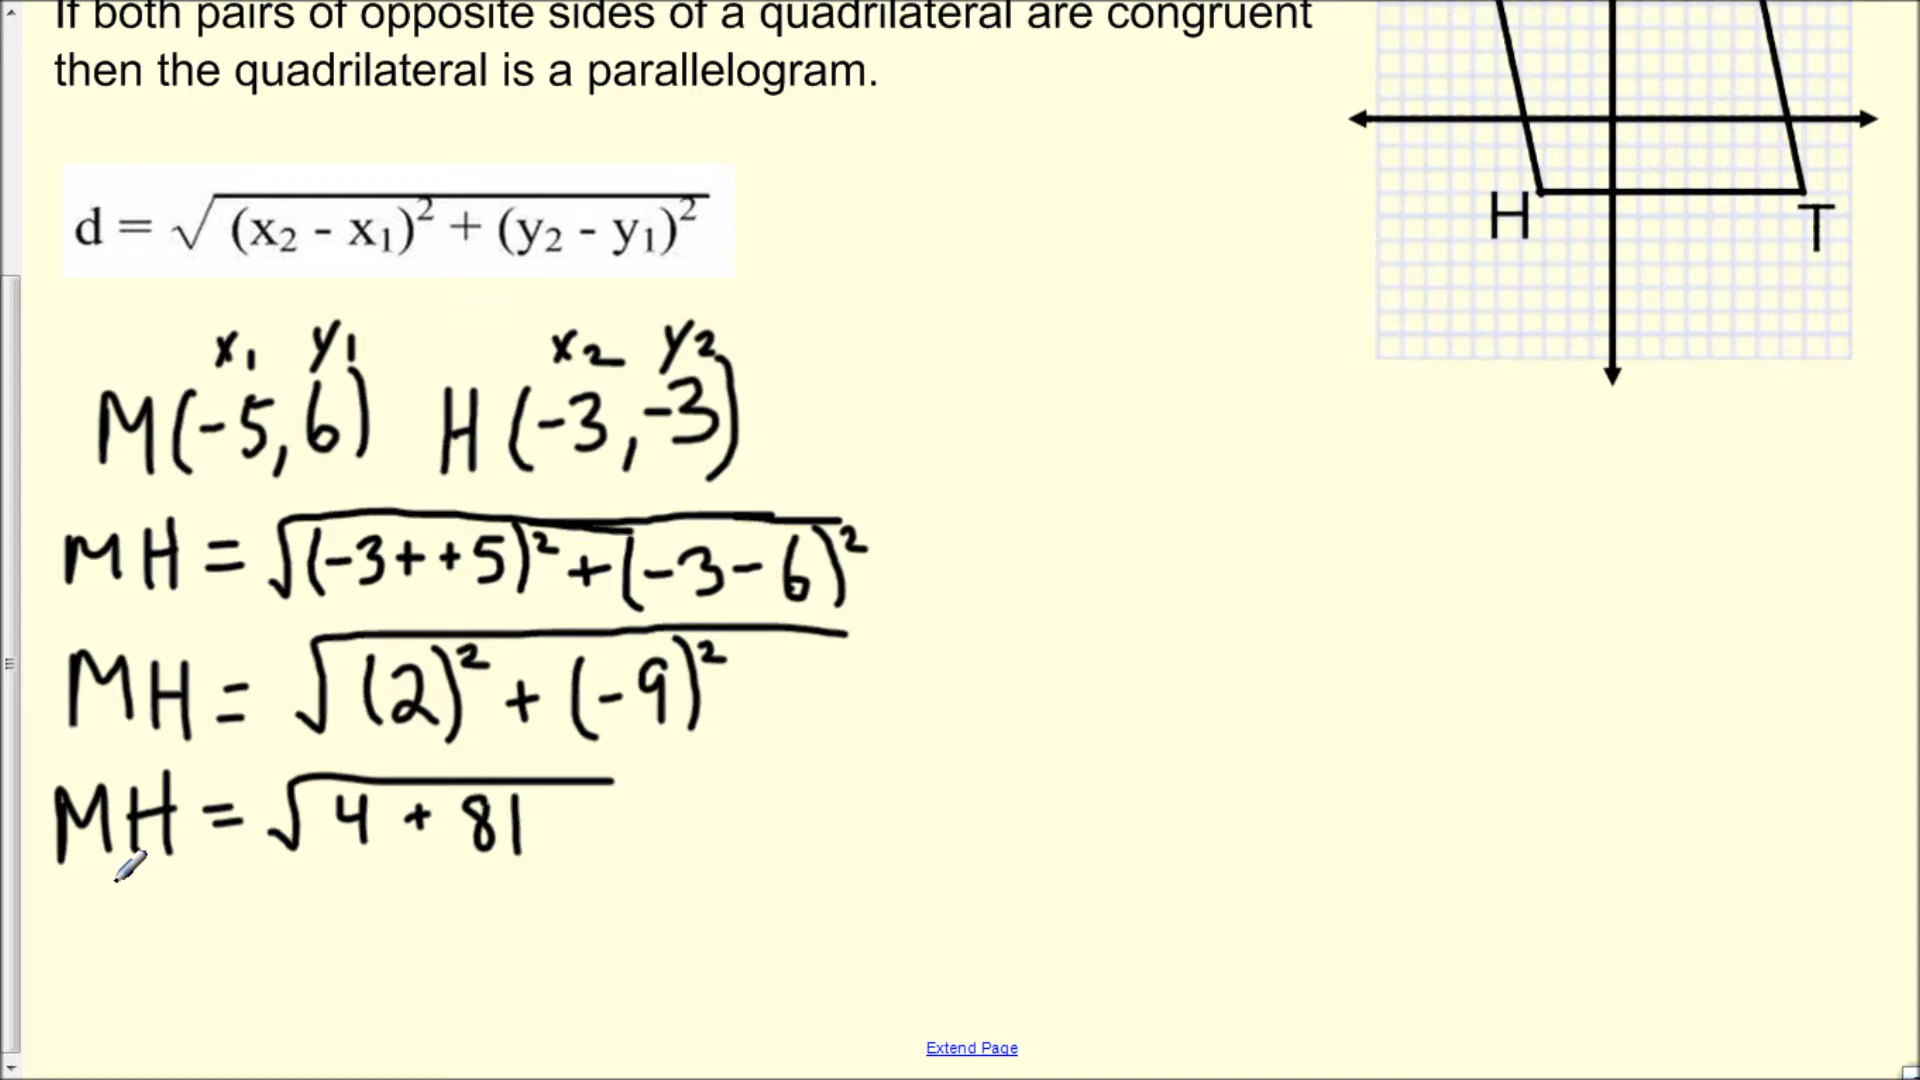 If both pairs of opposite sides of a quadrilateral are congruent
then the quadrilateral is a parallelogram.
H
T
d = √(x₂ - x₁)² + (y₂ - y₁)²
x₁ y₁ x₂ y₂
M(-5, 6) H(-3, -3)
MH = √(-3 + +5)² + (-3 - 6)²
MH = √(2)² + (-9)²
MH = √4 + 81
Extend Page